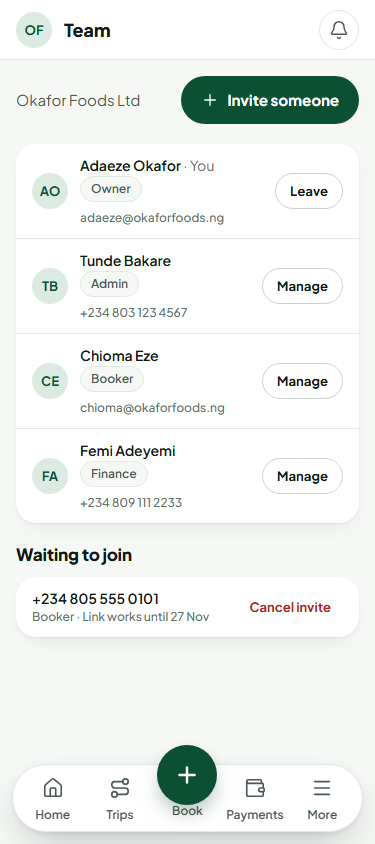 OF Team
Okafor Foods Ltd
+ Invite someone
AO
Adaeze Okafor · You
Owner
adaeze@okaforfoods.ng
Leave
TB
Tunde Bakare
Admin
+234 803 123 4567
Manage
CE
Chioma Eze
Booker
chioma@okaforfoods.ng
Manage
FA
Femi Adeyemi
Finance
+234 809 111 2233
Manage
Waiting to join
+234 805 555 0101
Booker · Link works until 27 Nov
Cancel invite
Home
Trips
Book
Payments
More